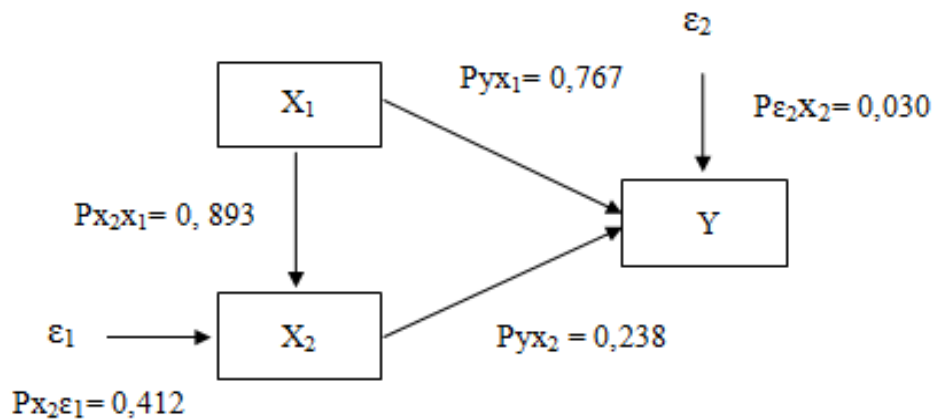 ε₂
Pyx₁= 0,767
X₁
Pε₂x₂= 0,030
Px₂x₁= 0, 893
Y
ε₁
X₂
Pyx₂ = 0,238
Px₂ε₁= 0,412